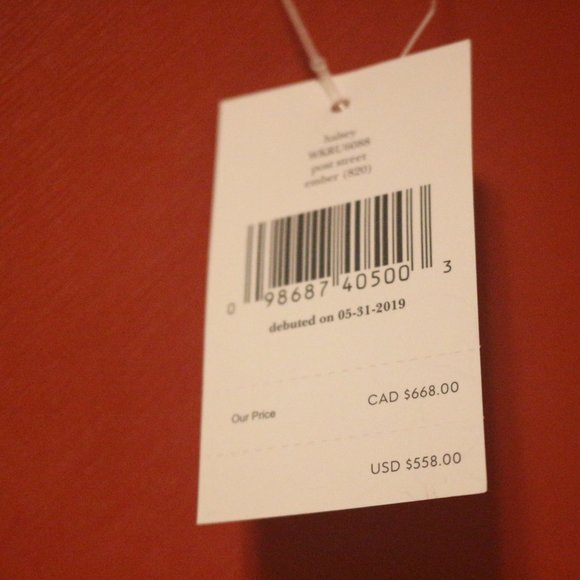 halsey
WKRU6088
post street
ember (820)
0 98687 40500 3
debuted on 05-31-2019
Our Price CAD $668.00
USD $558.00